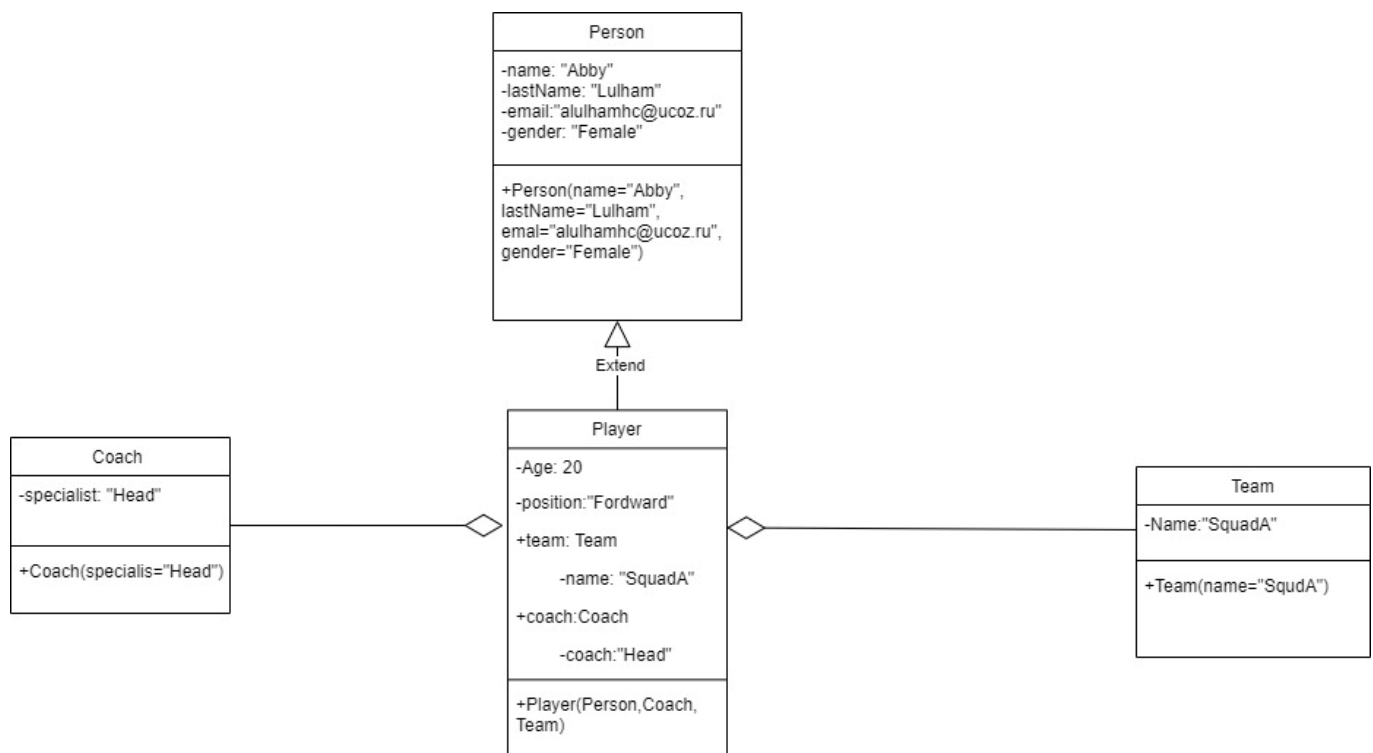 Person
-name: "Abby"
-lastName: "Lulham"
-email:"alulhamhc@ucoz.ru"
-gender: "Female"
+Person(name="Abby",
lastName="Lulham",
emal="alulhamhc@ucoz.ru",
gender="Female")
Extend
Player
-Age: 20
-position:"Fordward"
+team: Team
-name: "SquadA"
+coach:Coach
-coach:"Head"
+Player(Person,Coach,
Team)
Coach
-specialist: "Head"
+Coach(specialis="Head")
Team
-Name:"SquadA"
+Team(name="SqudA")